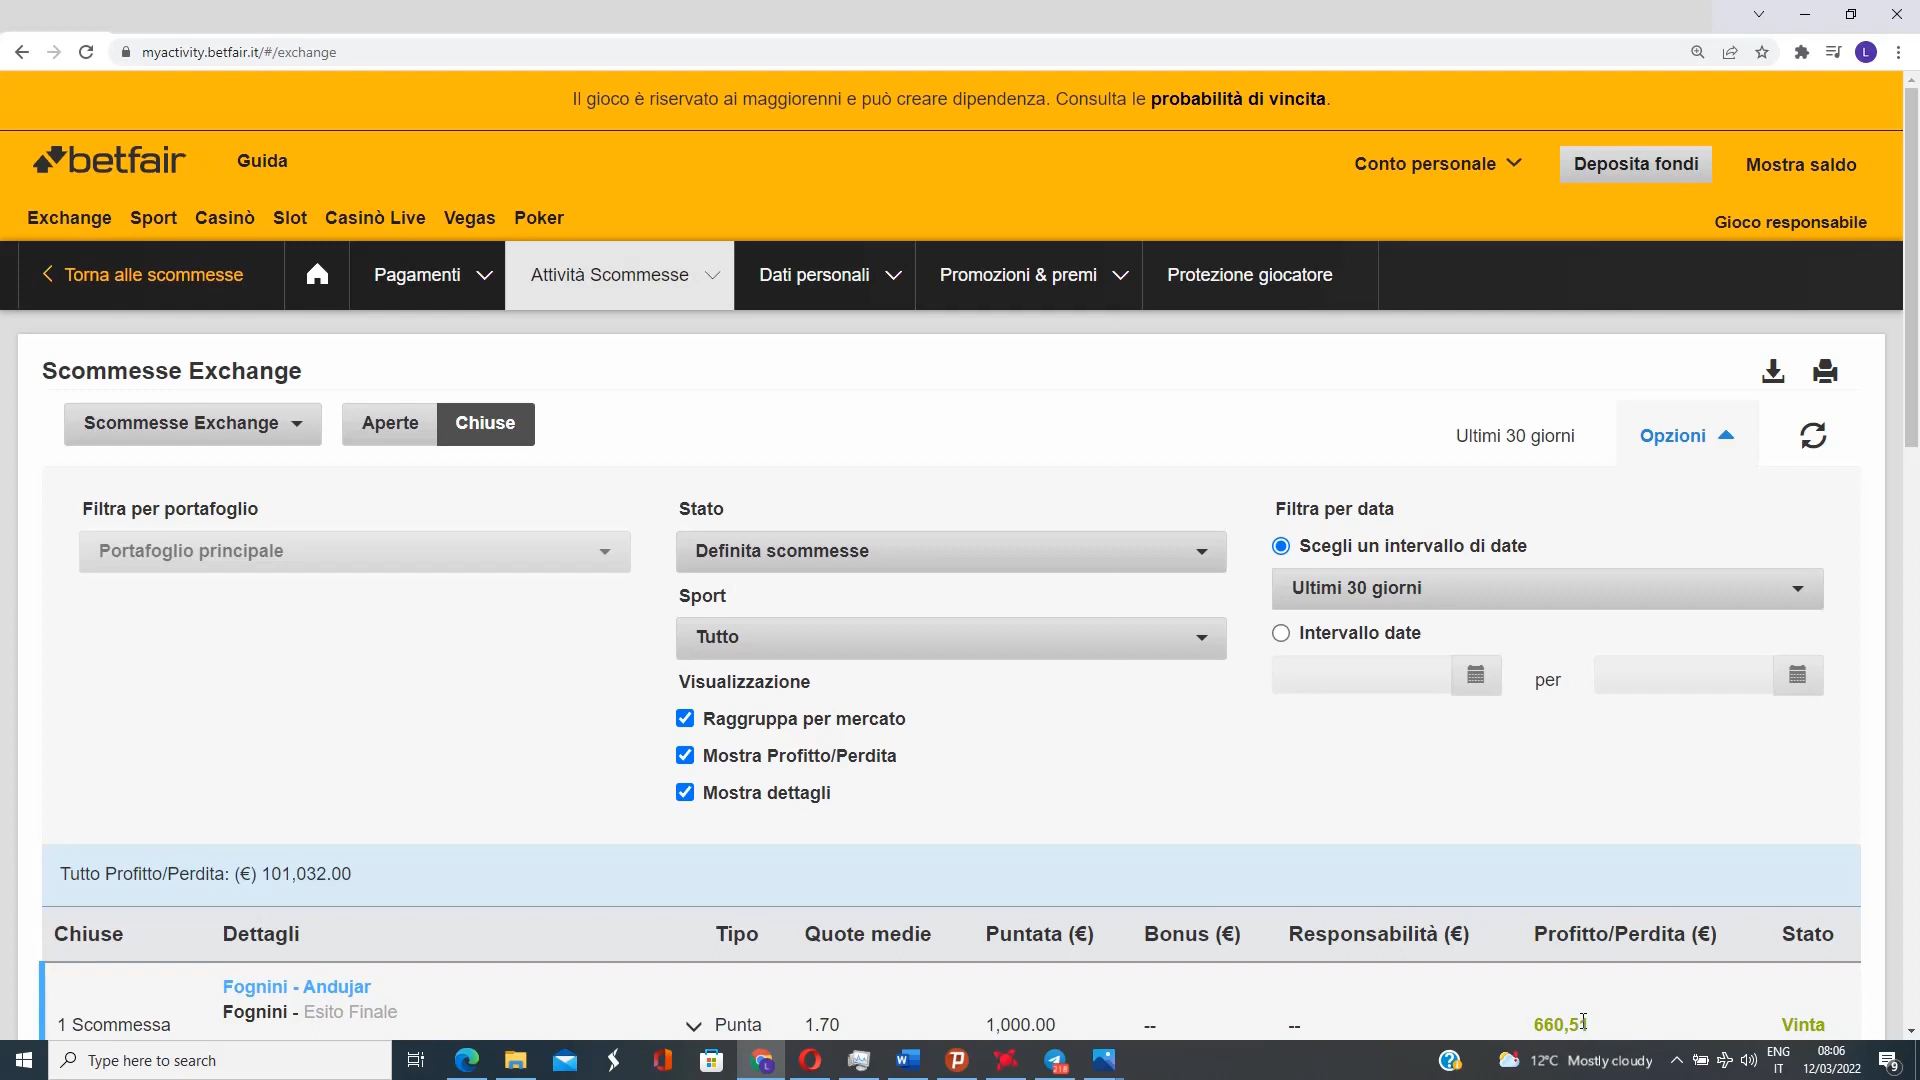 myactivity.betfair.it/#/exchange
L
Il gioco è riservato ai maggiorenni e può creare dipendenza. Consulta le probabilità di vincita.
betfair
Guida
Conto personale
Deposita fondi
Mostra saldo
Exchange Sport Casinò Slot Casinò Live Vegas Poker
Gioco responsabile
Torna alle scommesse
Pagamenti
Attività Scommesse
Dati personali
Promozioni & premi
Protezione giocatore
Scommesse Exchange
Scommesse Exchange
Aperte
Chiuse
Ultimi 30 giorni
Opzioni
Filtra per portafoglio
Portafoglio principale
Stato
Definita scommesse
Sport
Tutto
Visualizzazione
Raggruppa per mercato
Mostra Profitto/Perdita
Mostra dettagli
Filtra per data
Scegli un intervallo di date
Ultimi 30 giorni
Intervallo date
per
Tutto Profitto/Perdita: (€) 101,032.00
Chiuse Dettagli Tipo Quote medie Puntata (€) Bonus (€) Responsabilità (€) Profitto/Perdita (€) Stato
Fognini - Andujar
Fognini - Esito Finale
1 Scommessa Punta 1.70 1,000.00 -- -- Vinta
Type here to search
218
12°C Mostly cloudy
ENG
IT
08:06
12/03/2022
9